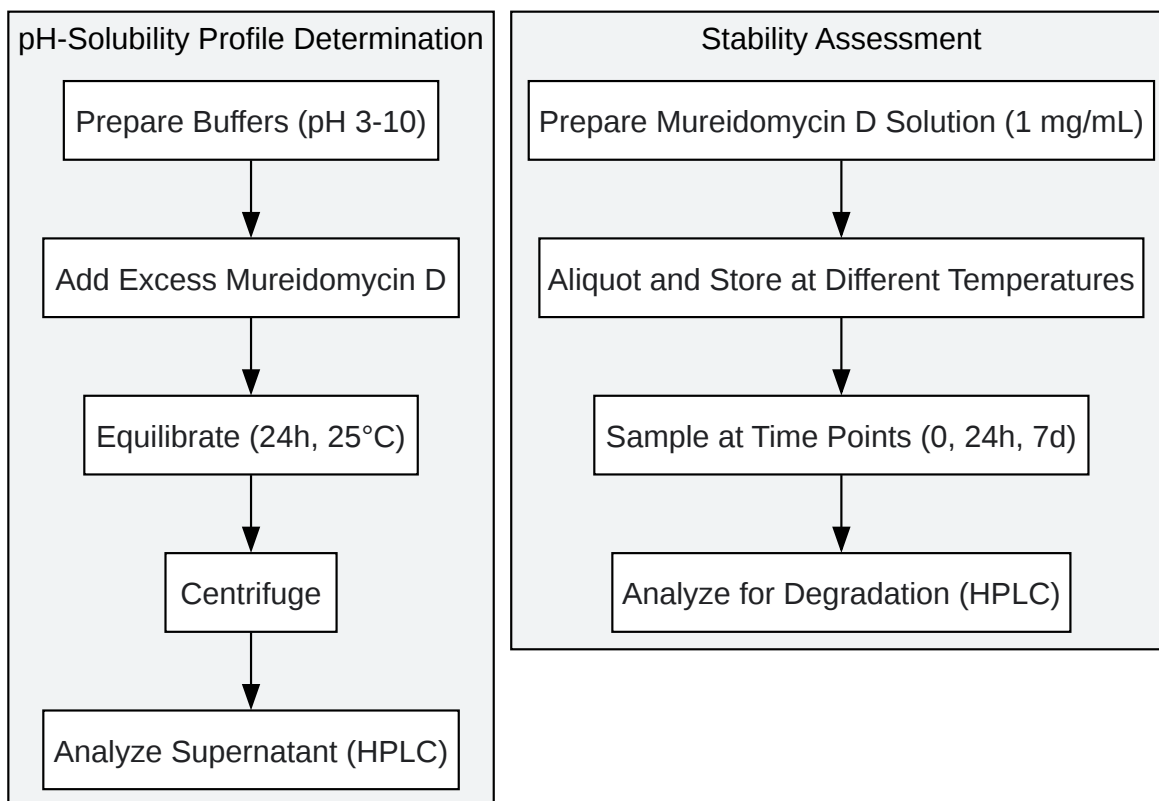 pH-Solubility Profile Determination
Prepare Buffers (pH 3-10)
Add Excess Mureidomycin D
Equilibrate (24h, 25°C)
Centrifuge
Analyze Supernatant (HPLC)
Stability Assessment
Prepare Mureidomycin D Solution (1 mg/mL)
Aliquot and Store at Different Temperatures
Sample at Time Points (0, 24h, 7d)
Analyze for Degradation (HPLC)